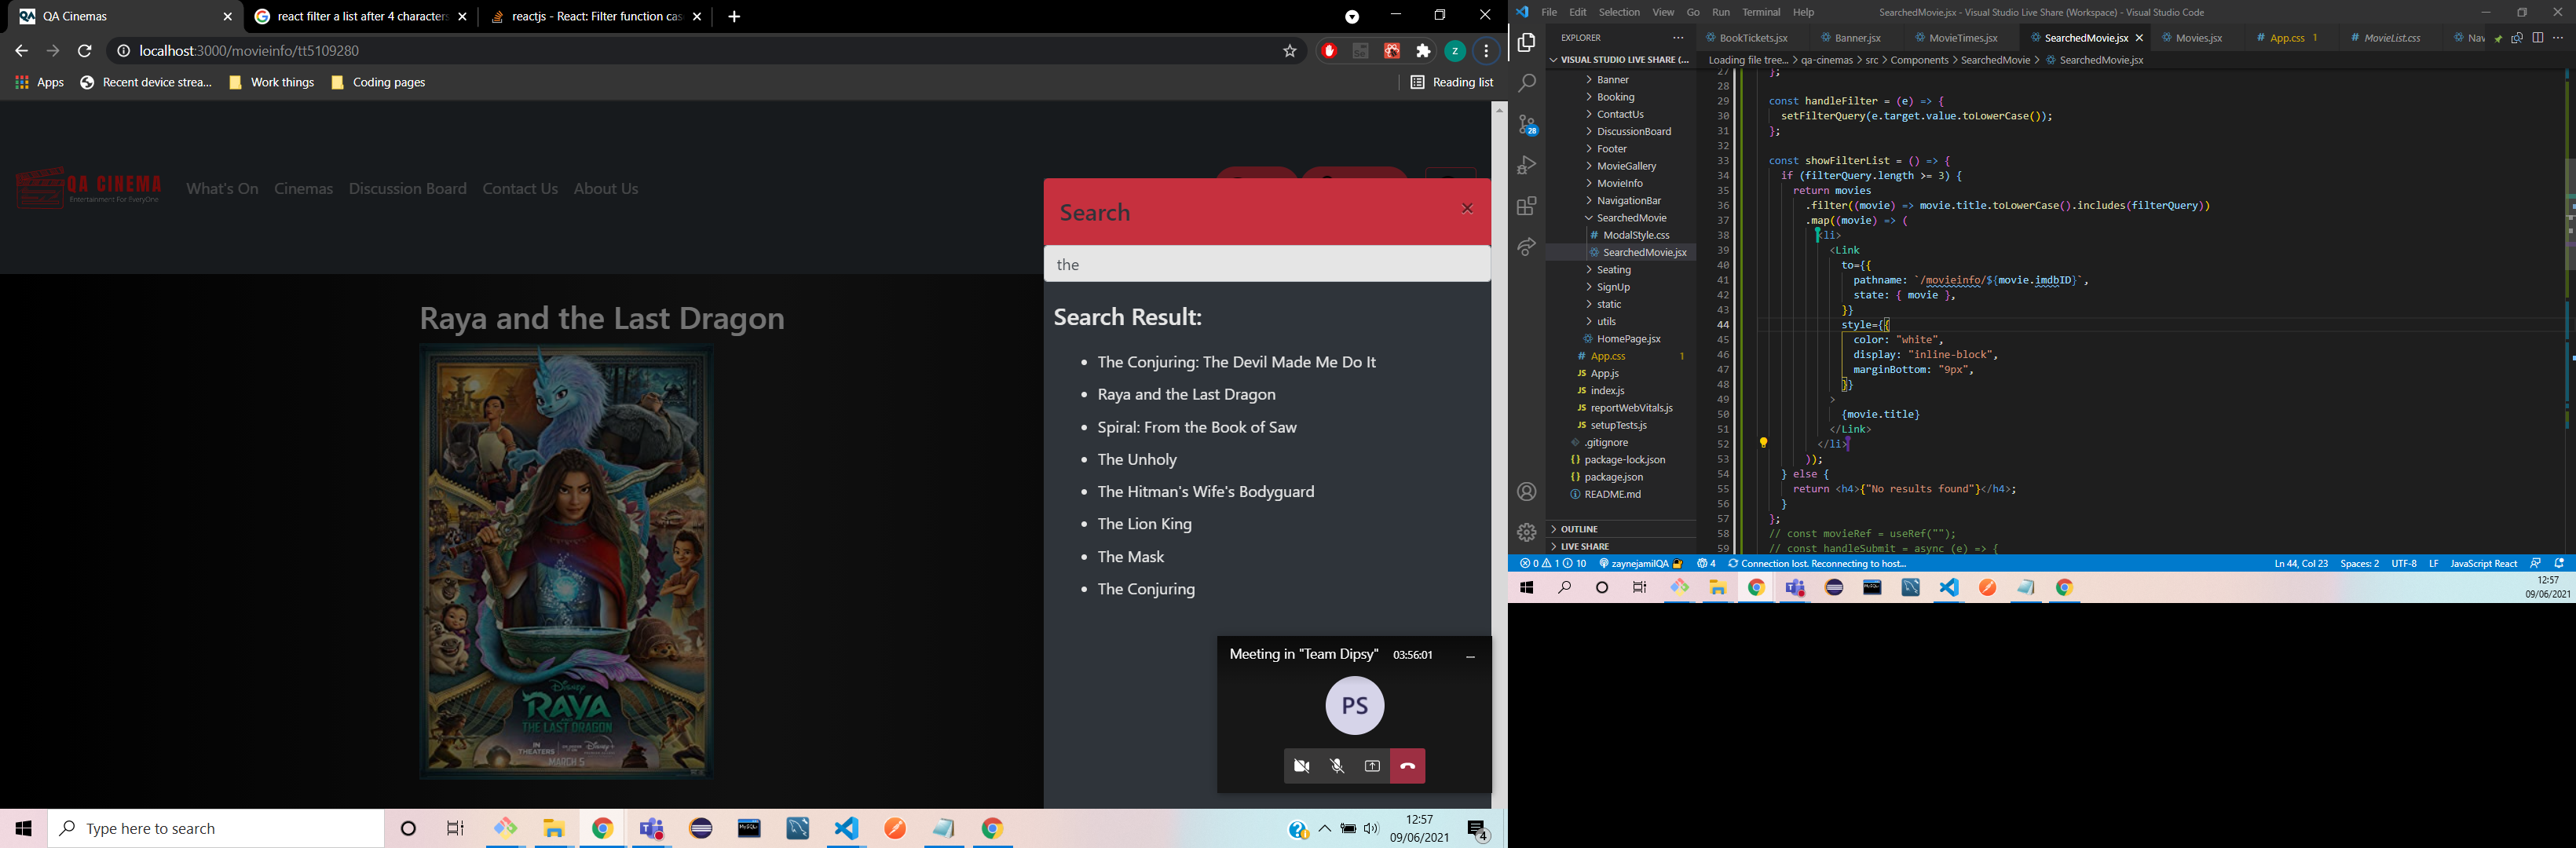 QA Cinemas
react filter a list after 4 characters
reactjs - React: Filter function cas
localhost:3000/movieinfo/tt5109280
Apps
Recent device strea...
Work things
Coding pages
Reading list
QA CINEMA
Entertainment For EveryOne
What's On
Cinemas
Discussion Board
Contact Us
About Us
Raya and the Last Dragon
Disney
RAYA
AND
THE LAST DRAGON
IN THEATERS
MARCH 5
Search
the
Search Result:
The Conjuring: The Devil Made Me Do It
Raya and the Last Dragon
Spiral: From the Book of Saw
The Unholy
The Hitman's Wife's Bodyguard
The Lion King
The Mask
The Conjuring
Meeting in "Team Dipsy" 03:56:01
PS
Type here to search
12:57
09/06/2021
4
File Edit Selection View Go Run Terminal Help
SearchedMovie.jsx - Visual Studio Live Share (Workspace) - Visual Studio Code
EXPLORER
VISUAL STUDIO LIVE SHARE (...
Banner
Booking
ContactUs
DiscussionBoard
Footer
MovieGallery
MovieInfo
NavigationBar
SearchedMovie
ModalStyle.css
SearchedMovie.jsx
Seating
SignUp
static
utils
HomePage.jsx
App.css 1
App.js
index.js
reportWebVitals.js
setupTests.js
.gitignore
package-lock.json
package.json
README.md
OUTLINE
LIVE SHARE
28
BookTickets.jsx
Banner.jsx
MovieTimes.jsx
SearchedMovie.jsx
Movies.jsx
App.css 1
MovieList.css
Nav
Loading file tree... > qa-cinemas > src > Components > SearchedMovie > SearchedMovie.jsx
27 };
28
29 const handleFilter = (e) => {
30 setFilterQuery(e.target.value.toLowerCase());
31 };
32
33 const showFilterList = () => {
34 if (filterQuery.length >= 3) {
35 return movies
36 .filter((movie) => movie.title.toLowerCase().includes(filterQuery))
37 .map((movie) => (
38 <li>
39 <Link
40 to={{
41 pathname: `/movieinfo/${movie.imdbID}`,
42 state: { movie },
43 }}
44 style={{
45 color: "white",
46 display: "inline-block",
47 marginBottom: "9px",
48 }}
49 >
50 {movie.title}
51 </Link>
52 </li>
53 ));
54 } else {
55 return <h4>{"No results found"}</h4>;
56 }
57 };
58 // const movieRef = useRef("");
59 // const handleSubmit = async (e) => {
0 1 10 zaynejamilQA 4 Connection lost. Reconnecting to host...
Ln 44, Col 23 Spaces: 2 UTF-8 LF JavaScript React
12:57
09/06/2021